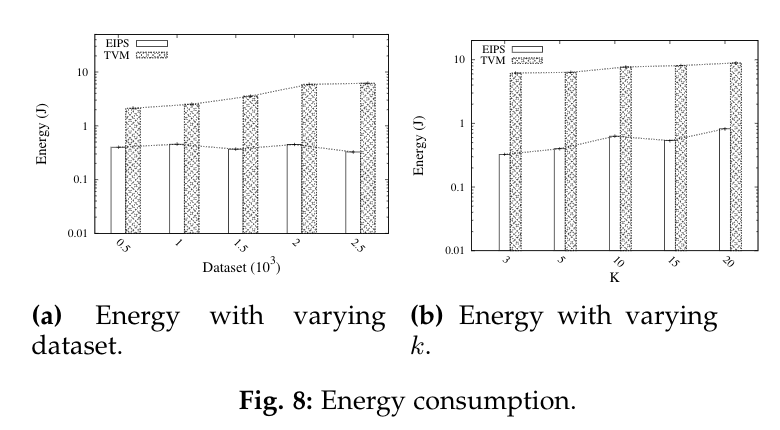 EIPS
TVM
10
1
0.1
0.01
Energy (J)
0.5
1
1.5
2
2.5
Dataset (10³)
EIPS
TVM
10
1
0.1
0.01
Energy (J)
3
5
10
15
20
K
(a) Energy with varying
dataset.
(b) Energy with varying
k.
Fig. 8: Energy consumption.